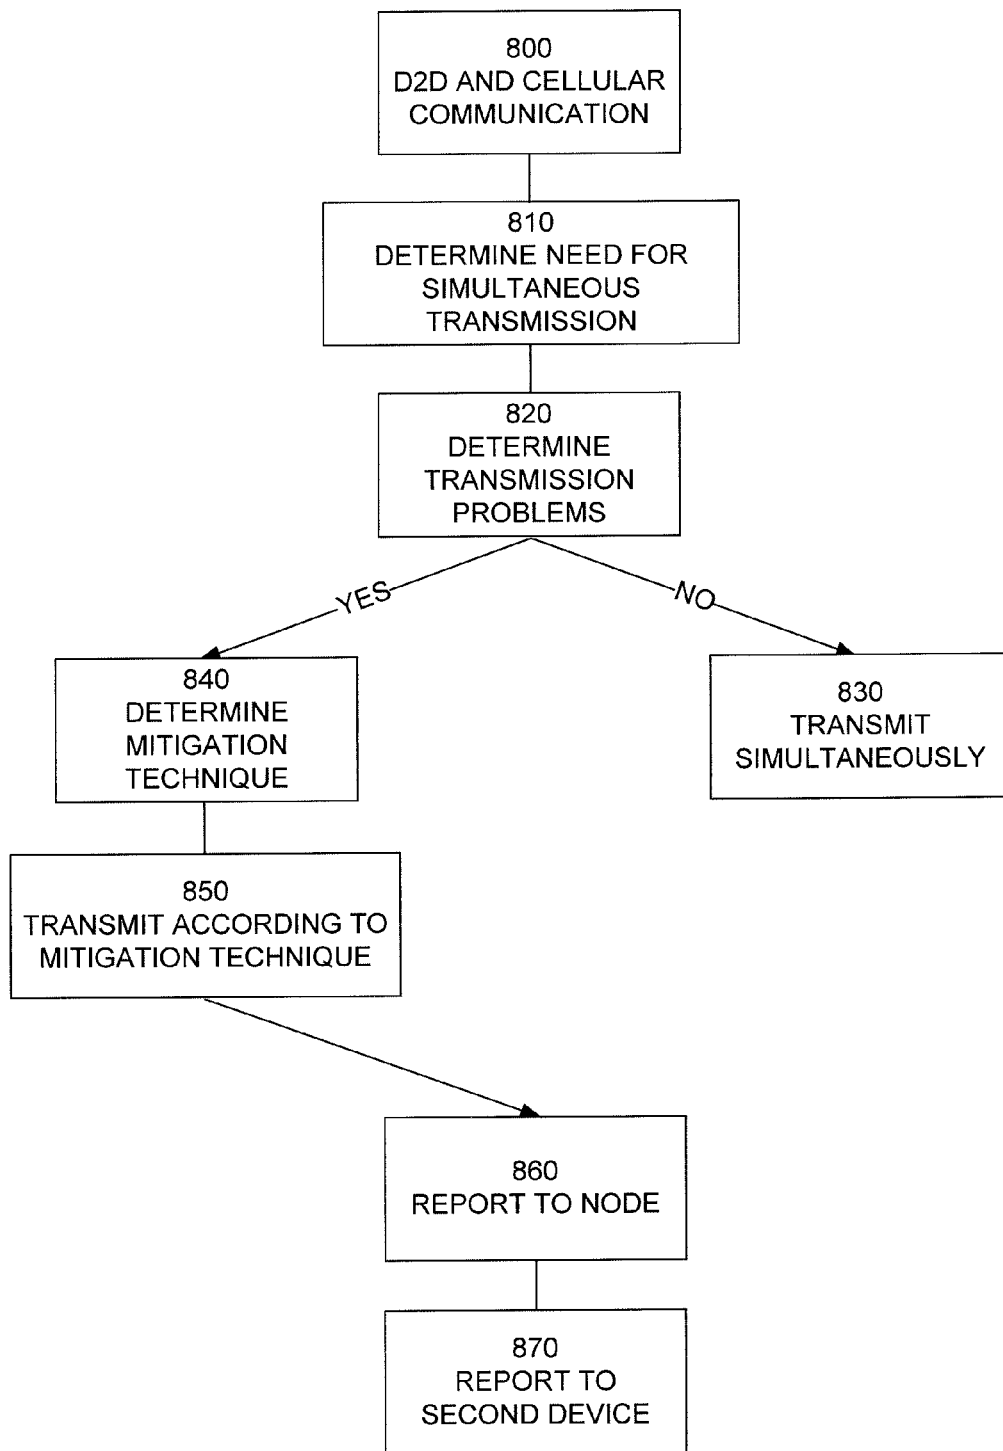 800
D2D AND CELLULAR
COMMUNICATION
810
DETERMINE NEED FOR
SIMULTANEOUS
TRANSMISSION
820
DETERMINE
TRANSMISSION
PROBLEMS
YES
NO
840
DETERMINE
MITIGATION
TECHNIQUE
830
TRANSMIT
SIMULTANEOUSLY
850
TRANSMIT ACCORDING TO
MITIGATION TECHNIQUE
860
REPORT TO NODE
870
REPORT TO
SECOND DEVICE